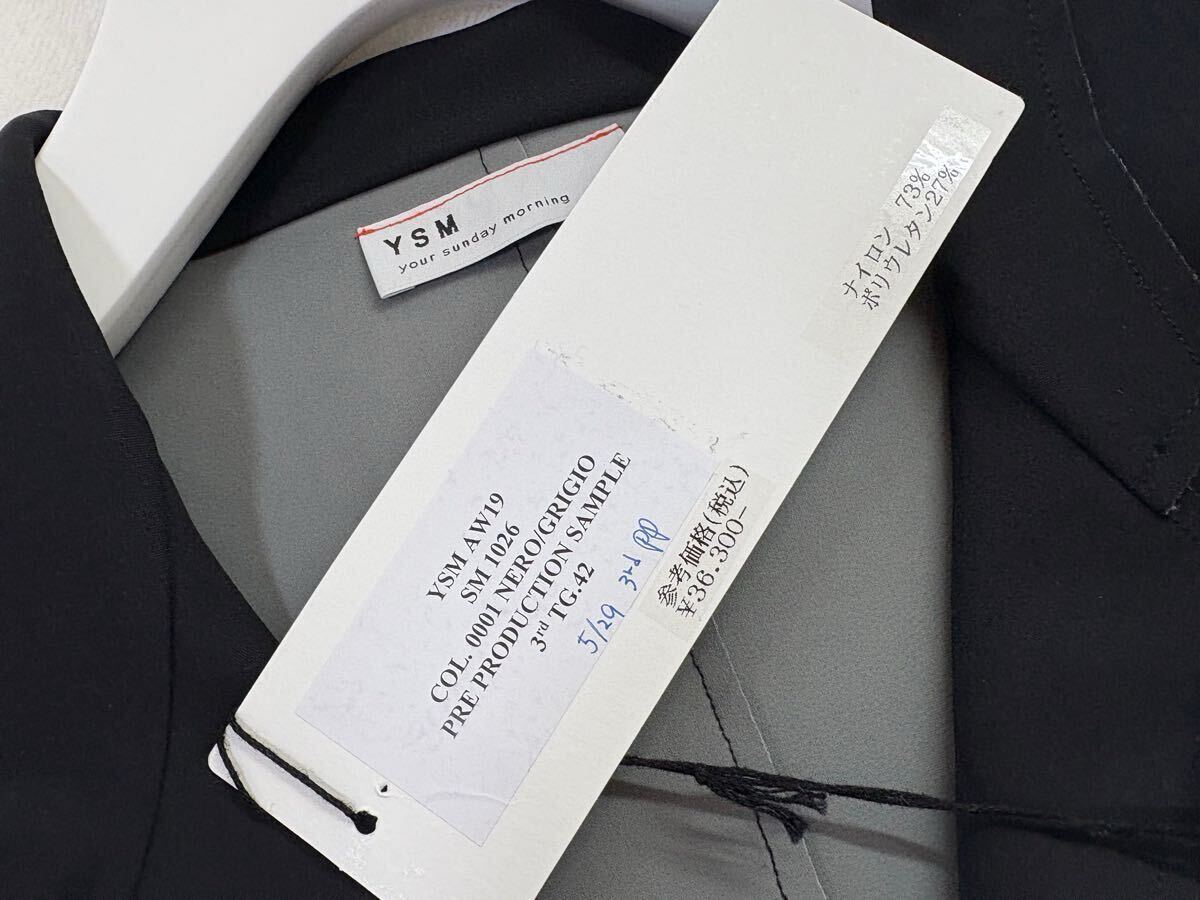 YSM
your sunday morning
ナイロン 73%
ポリウレタン27%
YSM AW19
SM 1026
COL. 0001 NERO/GRIGIO
PRE PRODUCTION SAMPLE
3rd TG.42
5/29 3rd PP
参考価格(税込)
¥36.300-